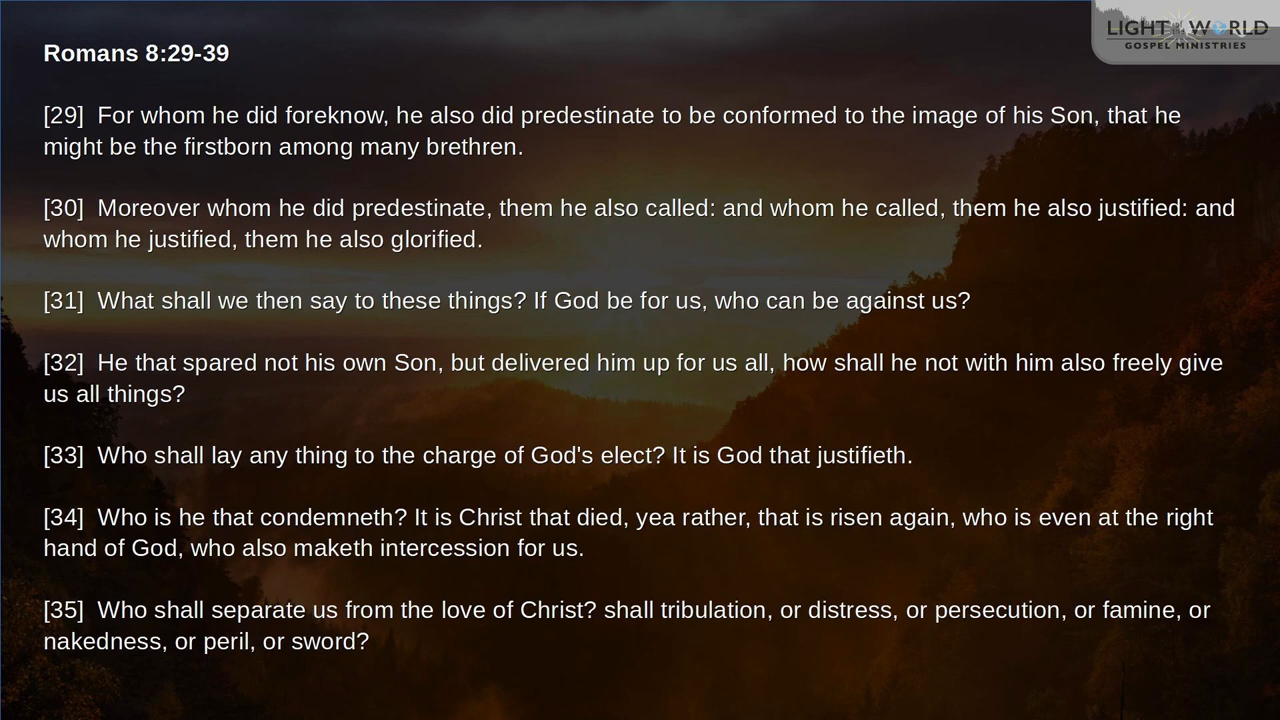 LIGHT of the WORLD
GOSPEL MINISTRIES
Romans 8:29-39
[29]  For whom he did foreknow, he also did predestinate to be conformed to the image of his Son, that he
might be the firstborn among many brethren.
[30]  Moreover whom he did predestinate, them he also called: and whom he called, them he also justified: and
whom he justified, them he also glorified.
[31]  What shall we then say to these things? If God be for us, who can be against us?
[32]  He that spared not his own Son, but delivered him up for us all, how shall he not with him also freely give
us all things?
[33]  Who shall lay any thing to the charge of God's elect? It is God that justifieth.
[34]  Who is he that condemneth? It is Christ that died, yea rather, that is risen again, who is even at the right
hand of God, who also maketh intercession for us.
[35]  Who shall separate us from the love of Christ? shall tribulation, or distress, or persecution, or famine, or
nakedness, or peril, or sword?